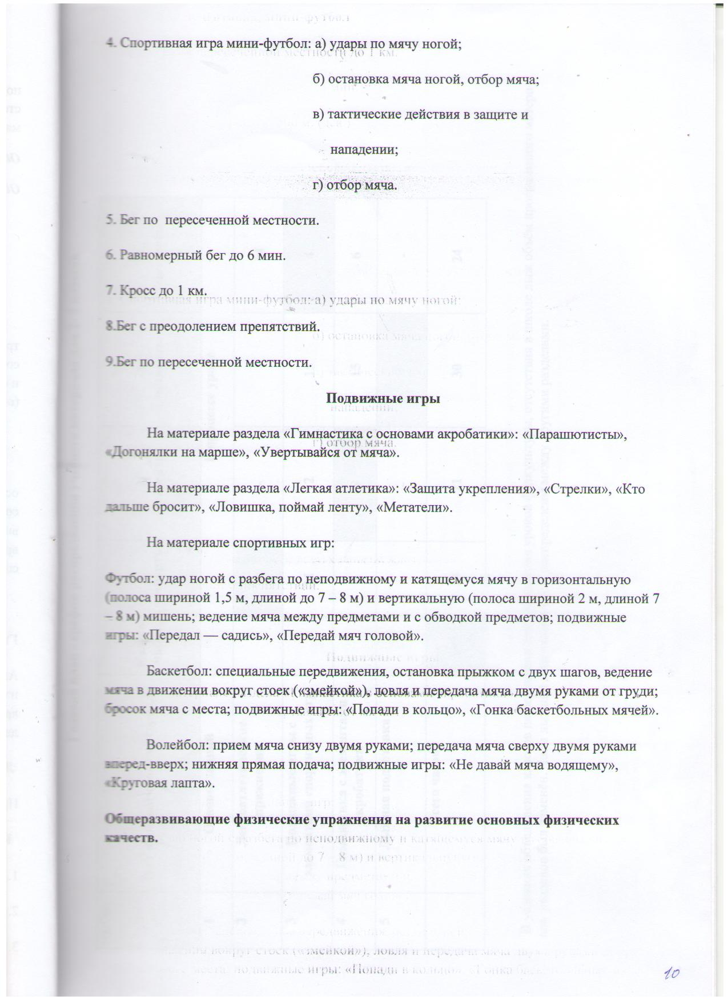 4. Спортивная игра мини-футбол: а) удары по мячу ногой;
б) остановка мяча ногой, отбор мяча;
в) тактические действия в защите и
нападении;
г) отбор мяча.
5. Бег по  пересеченной местности.
6. Равномерный бег до 6 мин.
7. Кросс до 1 км.
8.Бег с преодолением препятствий.
9.Бег по пересеченной местности.
Подвижные игры
На материале раздела «Гимнастика с основами акробатики»: «Парашютисты»,
«Догонялки на марше», «Увертывайся от мяча».
На материале раздела «Легкая атлетика»: «Защита укрепления», «Стрелки», «Кто
дальше бросит», «Ловишка, поймай ленту», «Метатели».
На материале спортивных игр:
Футбол: удар ногой с разбега по неподвижному и катящемуся мячу в горизонтальную
(полоса шириной 1,5 м, длиной до 7 – 8 м) и вертикальную (полоса шириной 2 м, длиной 7
– 8 м) мишень; ведение мяча между предметами и с обводкой предметов; подвижные
игры: «Передал — садись», «Передай мяч головой».
Баскетбол: специальные передвижения, остановка прыжком с двух шагов, ведение
мяча в движении вокруг стоек («змейкой»), ловля и передача мяча двумя руками от груди;
бросок мяча с места; подвижные игры: «Попади в кольцо», «Гонка баскетбольных мячей».
Волейбол: прием мяча снизу двумя руками; передача мяча сверху двумя руками
вперед-вверх; нижняя прямая подача; подвижные игры: «Не давай мяча водящему»,
«Круговая лапта».
Общеразвивающие физические упражнения на развитие основных физических
качеств.
10